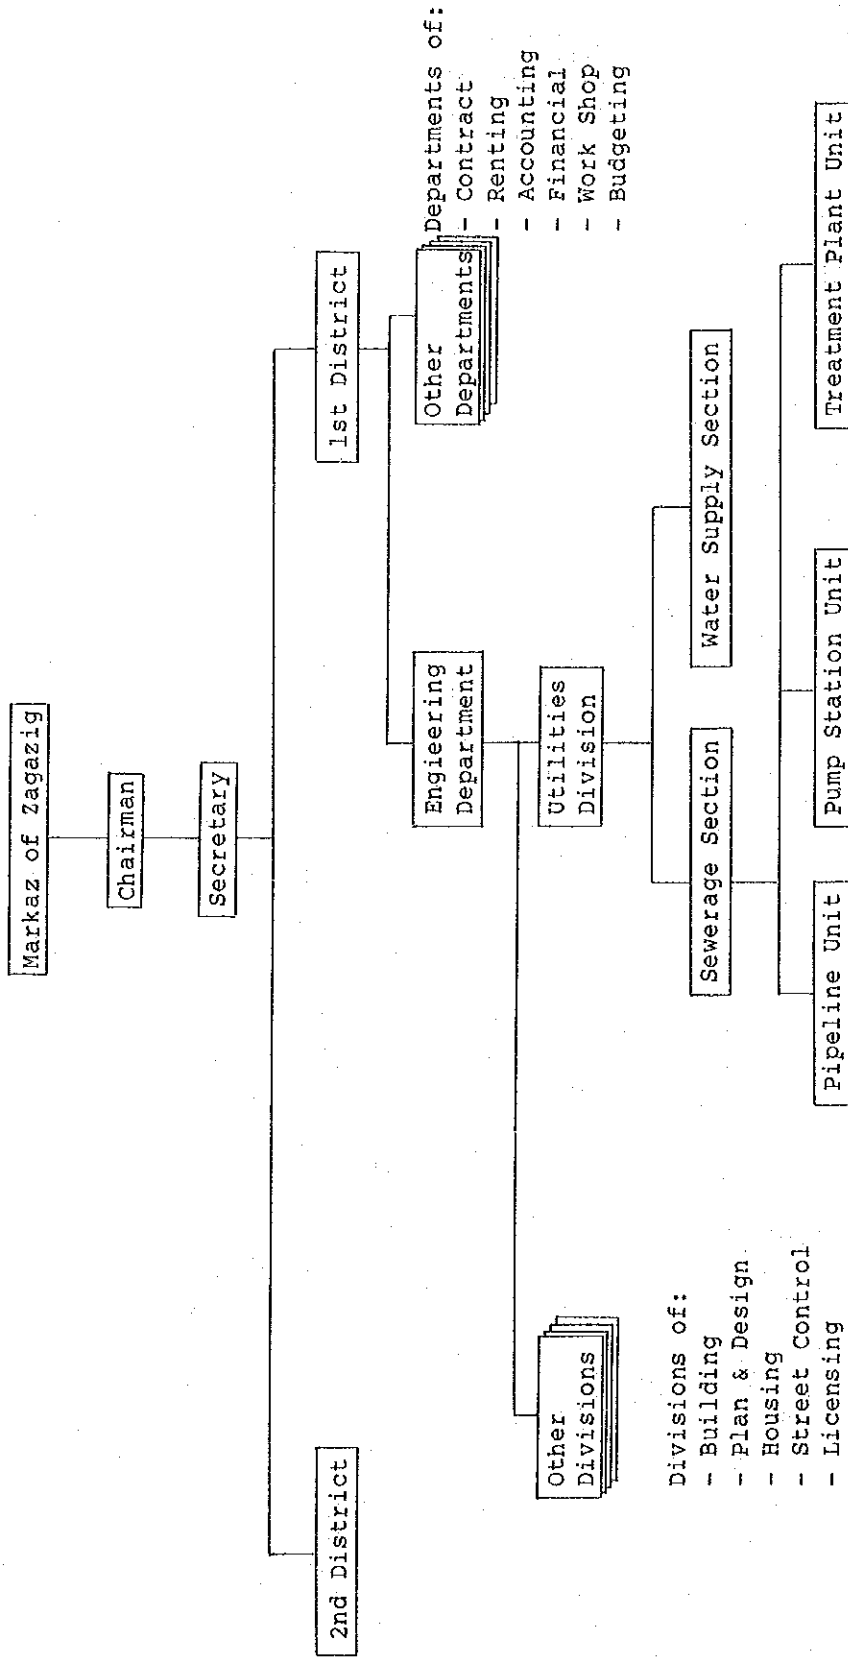 Markaz of Zagazig
Chairman
Secretary
2nd District
1st District
Engieering
Department
Other
Departments
Departments of:
- Contract
- Renting
- Accounting
- Financial
- Work Shop
- Budgeting
Other
Divisions
Utilities
Division
Divisions of:
- Building
- Plan & Design
- Housing
- Street Control
- Licensing
Sewerage Section
Water Supply Section
Pipeline Unit
Pump Station Unit
Treatment Plant Unit